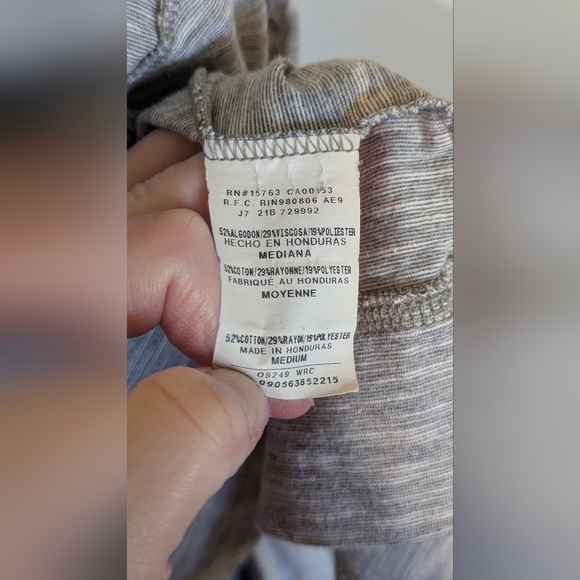 RN#15763 CA00153
R.F.C. RIN980806 AE9
J7 21B 729992
52%ALGODON/29%VISCOSA/19%POLIESTER
HECHO EN HONDURAS
MEDIANA
52%COTON/29%RAYONNE/19%POLYESTER
FABRIQUÉ AU HONDURAS
MOYENNE
52%COTTON/29%RAYON/19%POLYESTER
MADE IN HONDURAS
MEDIUM
09249 WRC
090563852215